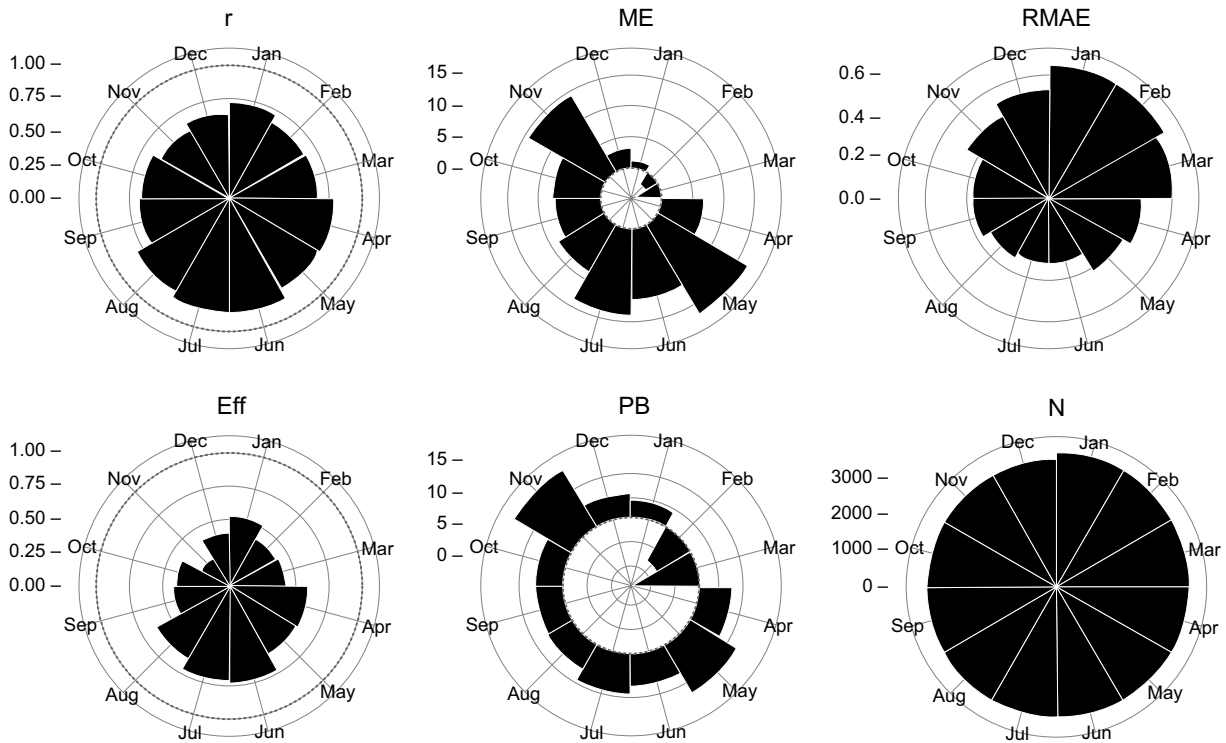 r
1.00 –
0.75 –
0.50 –
0.25 –
0.00 –
Jan
Feb
Mar
Apr
May
Jun
Jul
Aug
Sep
Oct
Nov
Dec
ME
15 –
10 –
5 –
0 –
Jan
Feb
Mar
Apr
May
Jun
Jul
Aug
Sep
Oct
Nov
Dec
RMAE
0.6 –
0.4 –
0.2 –
0.0 –
Jan
Feb
Mar
Apr
May
Jun
Jul
Aug
Sep
Oct
Nov
Dec
Eff
1.00 –
0.75 –
0.50 –
0.25 –
0.00 –
Jan
Feb
Mar
Apr
May
Jun
Jul
Aug
Sep
Oct
Nov
Dec
PB
15 –
10 –
5 –
0 –
Jan
Feb
Mar
Apr
May
Jun
Jul
Aug
Sep
Oct
Nov
Dec
N
3000 –
2000 –
1000 –
0 –
Jan
Feb
Mar
Apr
May
Jun
Jul
Aug
Sep
Oct
Nov
Dec